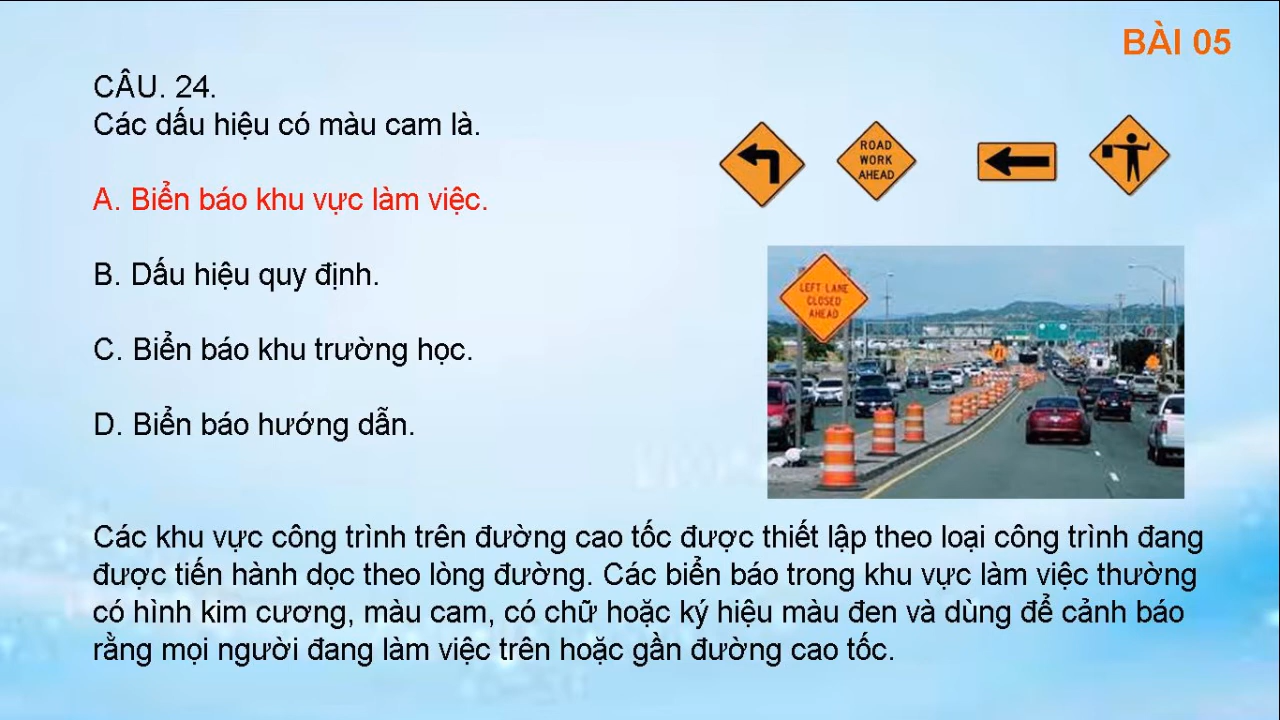 BÀI 05
CÂU. 24.
Các dấu hiệu có màu cam là.
A. Biển báo khu vực làm việc.
B. Dấu hiệu quy định.
C. Biển báo khu trường học.
D. Biển báo hướng dẫn.
ROAD
WORK
AHEAD
LEFT LANE
CLOSED
AHEAD
Các khu vực công trình trên đường cao tốc được thiết lập theo loại công trình đang
được tiến hành dọc theo lòng đường. Các biển báo trong khu vực làm việc thường
có hình kim cương, màu cam, có chữ hoặc ký hiệu màu đen và dùng để cảnh báo
rằng mọi người đang làm việc trên hoặc gần đường cao tốc.